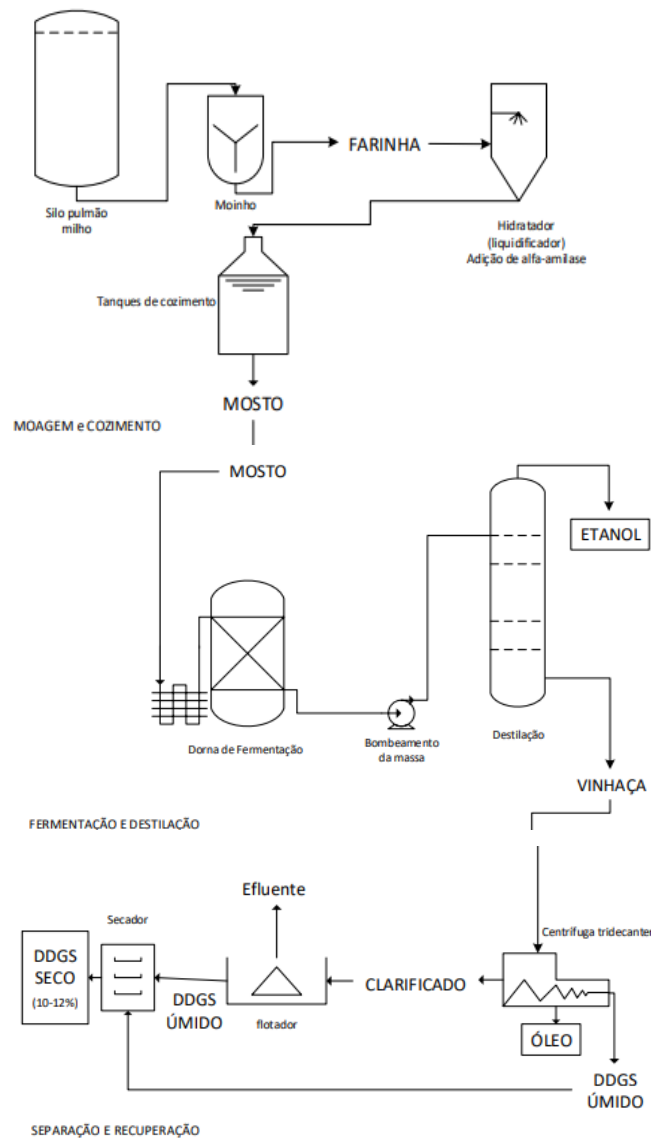 Silo pulmão
milho
Moinho
FARINHA
Hidratador
(liquidificador)
Adição de alfa-amilase
Tanques de cozimento
MOSTO
MOAGEM e COZIMENTO
MOSTO
ETANOL
Dorna de Fermentação
Bombeamento
da massa
Destilação
VINHAÇA
FERMENTAÇÃO E DESTILAÇÃO
Efluente
Secador
Centrífuga tridecanter
DDGS
SECO
(10-12%)
DDGS
ÚMIDO
flotador
CLARIFICADO
ÓLEO
DDGS
ÚMIDO
SEPARAÇÃO E RECUPERAÇÃO